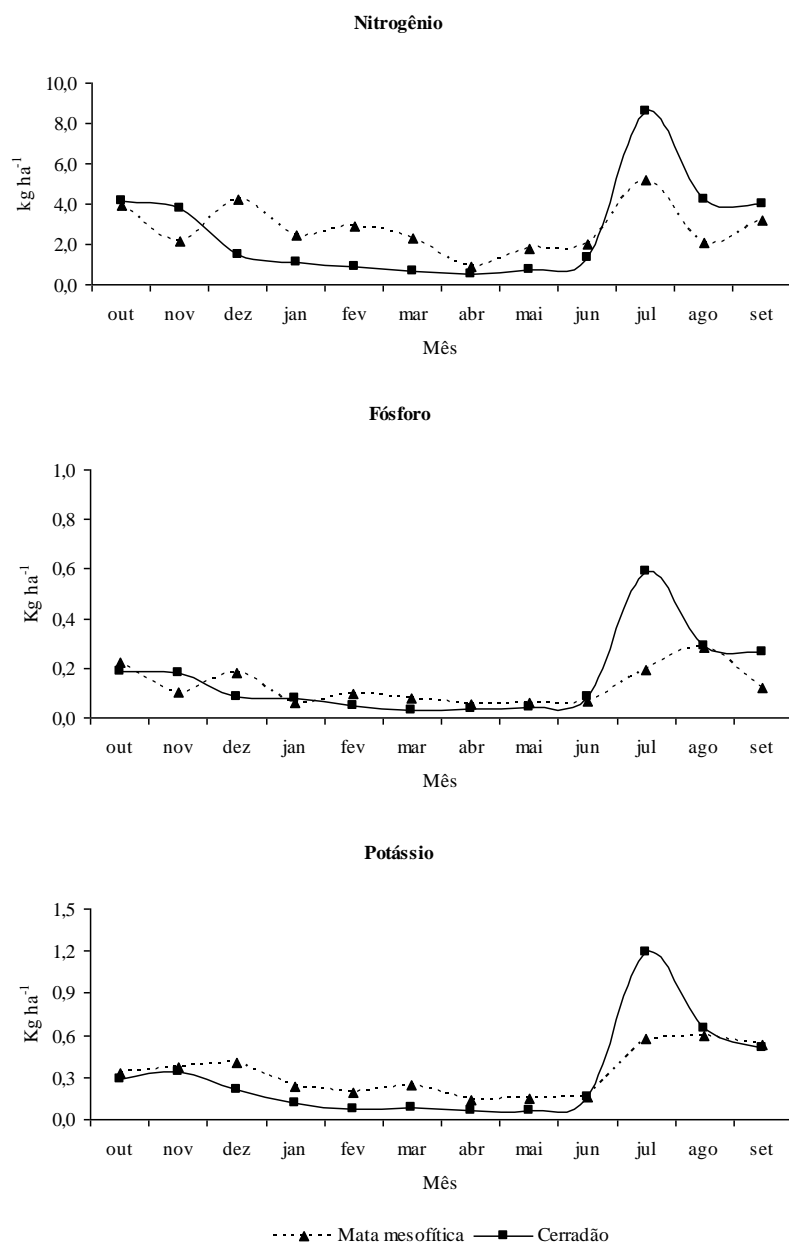 Nitrogênio
10,0
8,0
6,0
4,0
2,0
0,0
kg ha-1
out nov dez jan fev mar abr mai jun jul ago set
Mês
Fósforo
1,0
0,8
0,6
0,4
0,2
0,0
Kg ha-1
out nov dez jan fev mar abr mai jun jul ago set
Mês
Potássio
1,5
1,2
0,9
0,6
0,3
0,0
Kg ha-1
out nov dez jan fev mar abr mai jun jul ago set
Mês
Mata mesofítica Cerradão